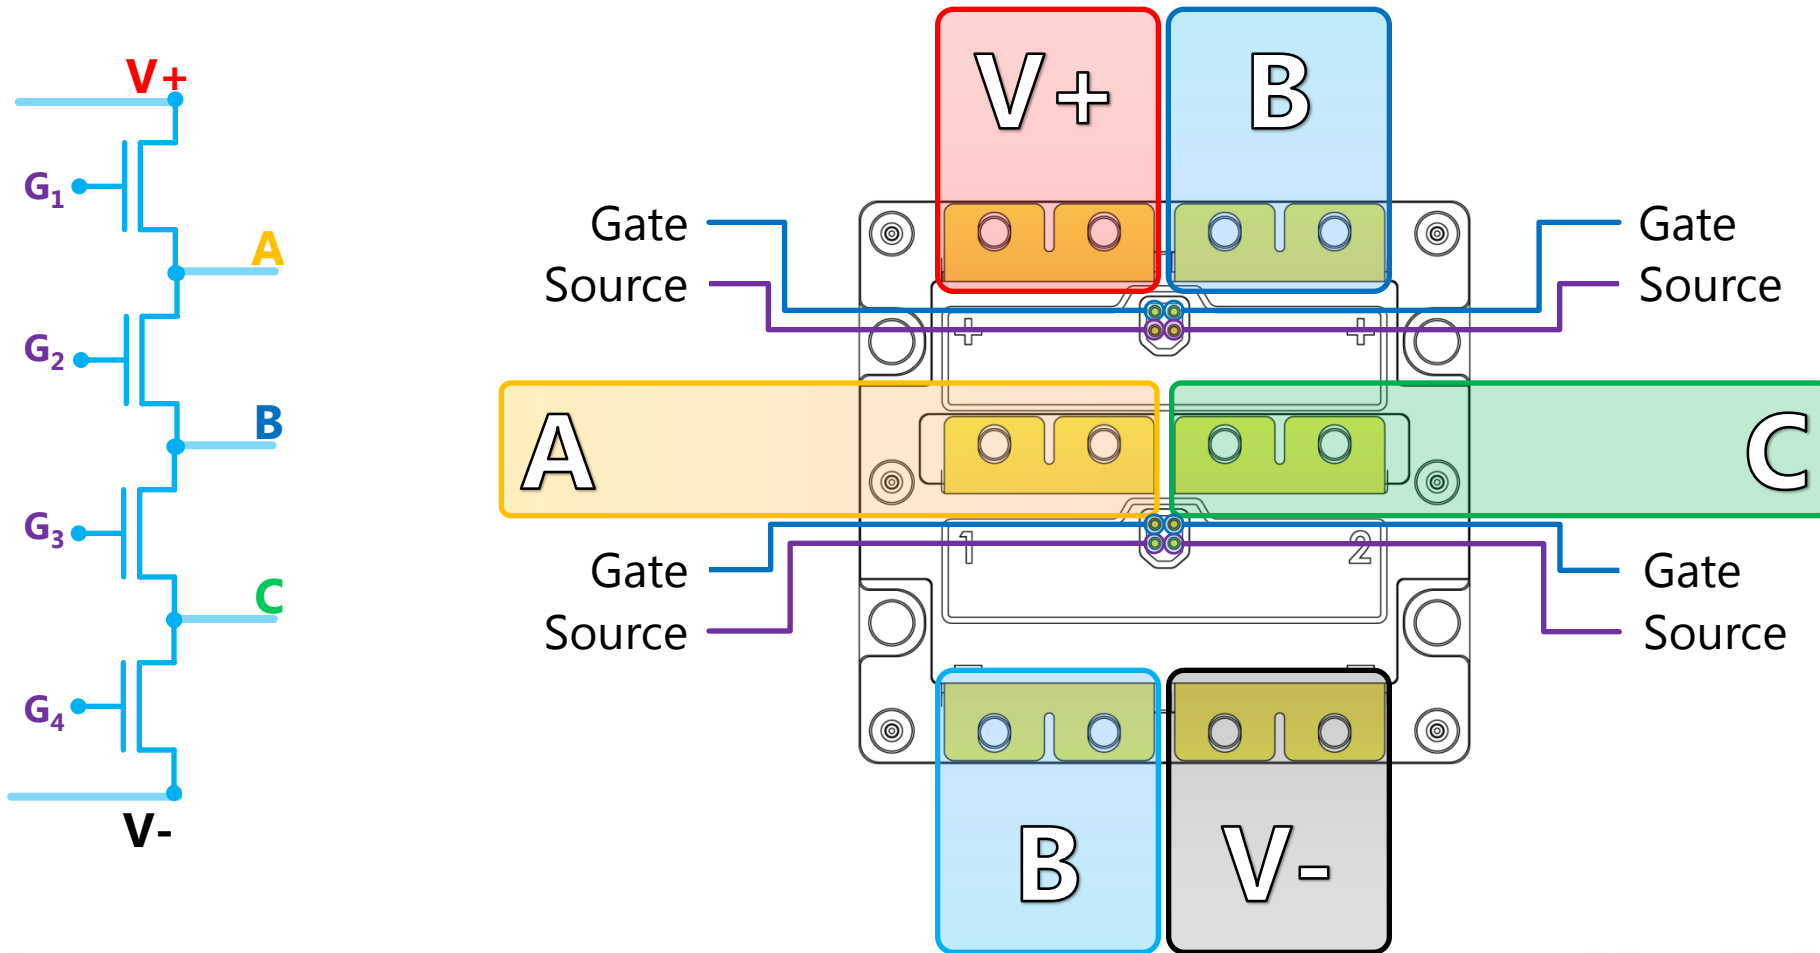 V+
G1
A
G2
B
G3
C
G4
V-
V+ B
Gate Gate
Source Source
+ +
A C
1 2
Gate Gate
Source Source
B V-